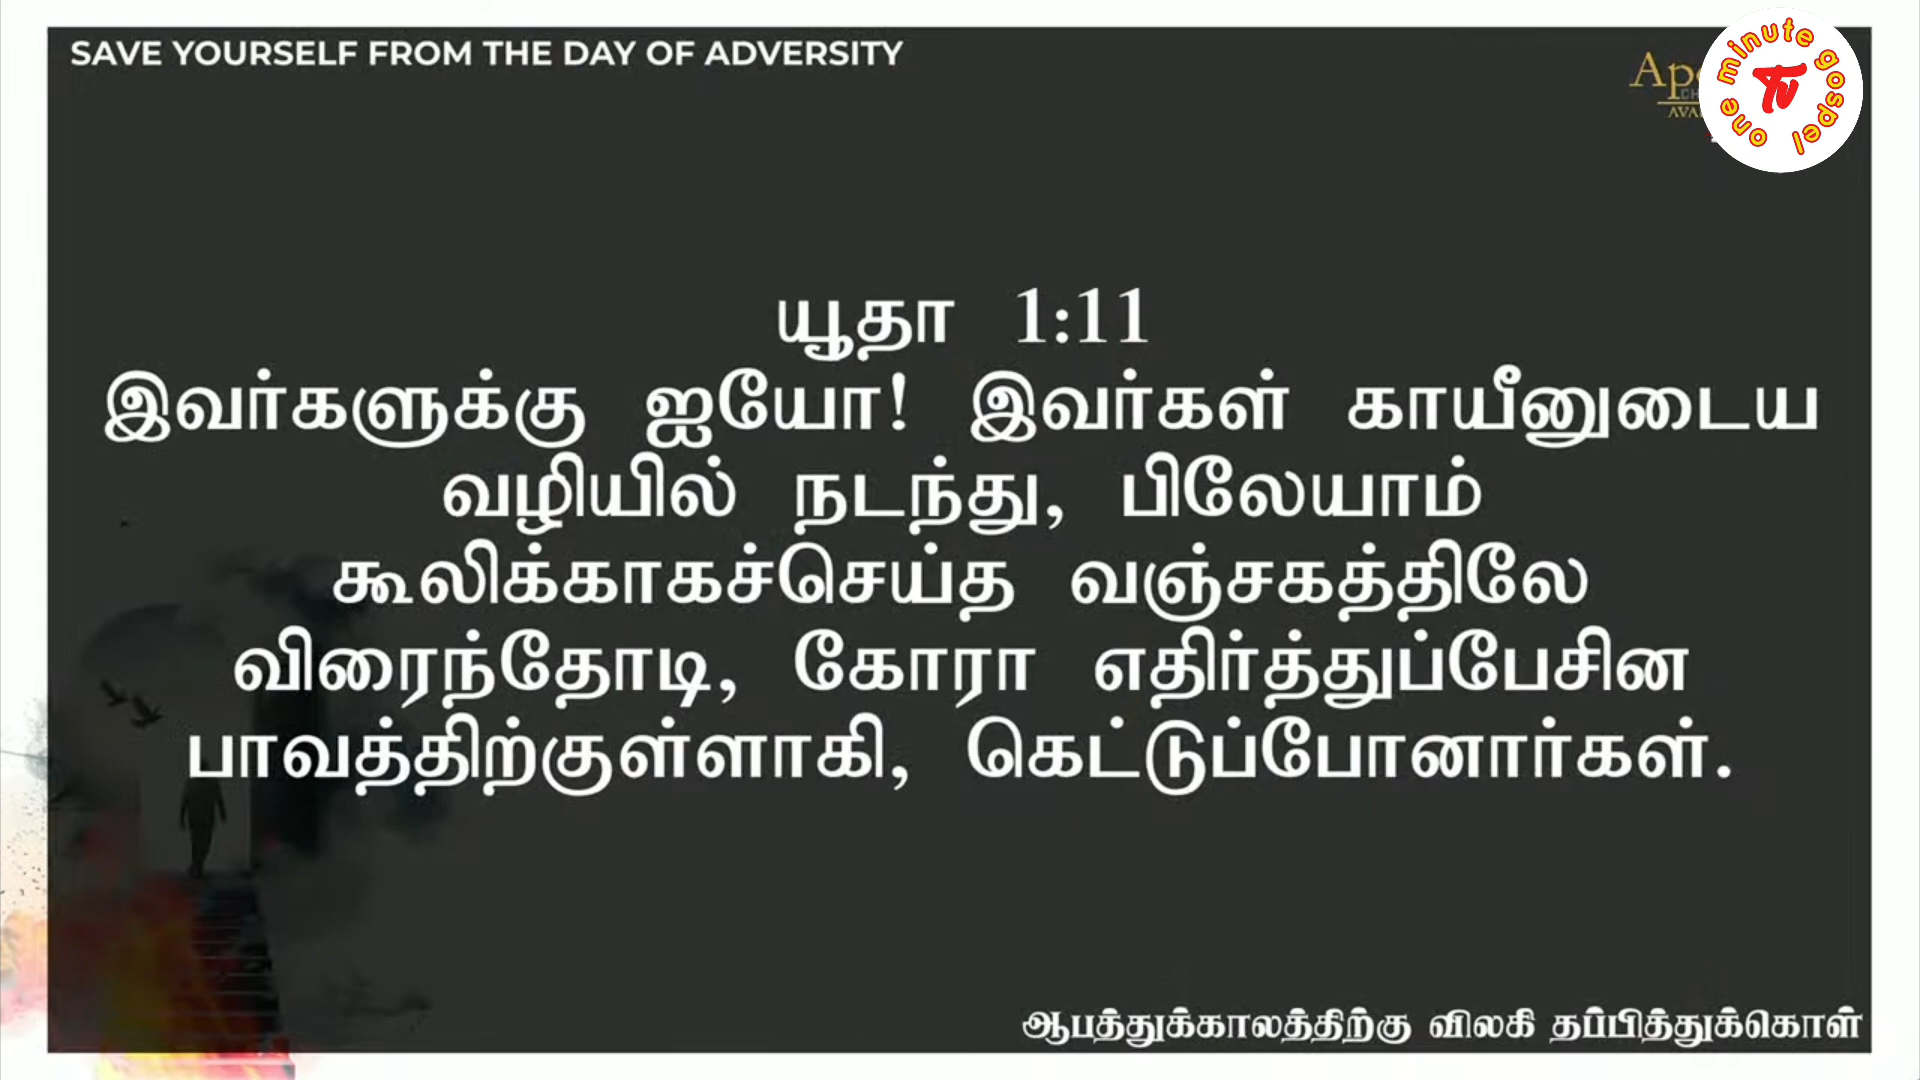 SAVE YOURSELF FROM THE DAY OF ADVERSITY
one minute gospel
Tv
யூதா 1:11
இவர்களுக்கு ஐயோ! இவர்கள் காயீனுடைய
வழியில் நடந்து, பிலேயாம்
கூலிக்காகச்செய்த வஞ்சகத்திலே
விரைந்தோடி, கோரா எதிர்த்துப்பேசின
பாவத்திற்குள்ளாகி, கெட்டுப்போனார்கள்.
ஆபத்துக்காலத்திற்கு விலகி தப்பித்துக்கொள்